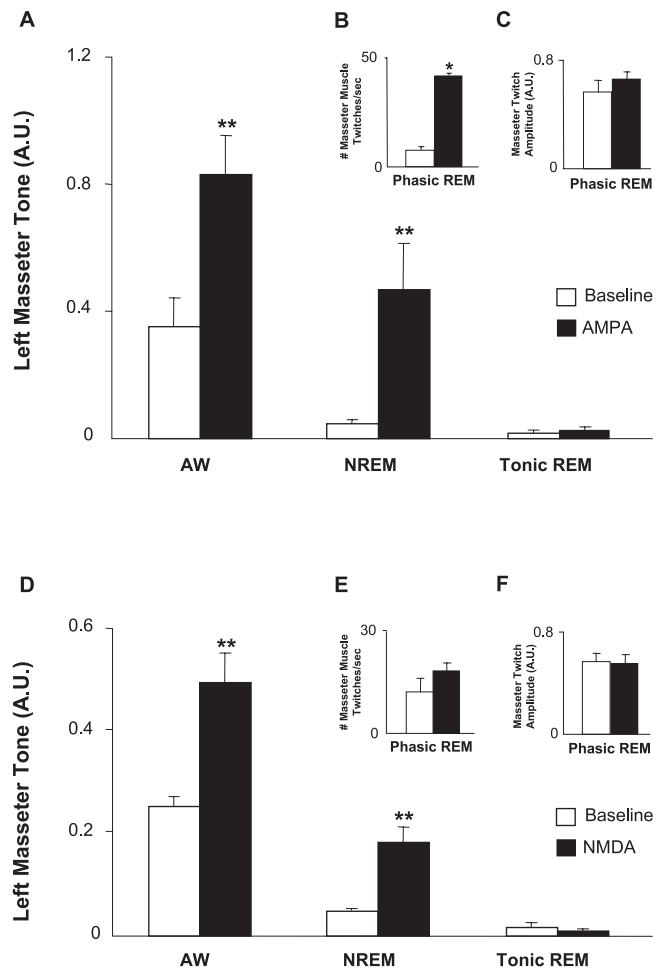 A
B
C
1.2
0.8
0.4
0
Left Masseter Tone (A.U.)
**
**
AW
NREM
Tonic REM
50
0
# Masseter Muscle
Twitches/sec
*
Phasic REM
0.8
0
Masseter Twitch
Amplitude (A.U.)
Phasic REM
Baseline
AMPA
D
E
F
0.6
0.4
0.2
0
Left Masseter Tone (A.U.)
**
**
AW
NREM
Tonic REM
30
0
# Masseter Muscle
Twitches/sec
Phasic REM
0.8
0
Masseter Twitch
Amplitude (A.U.)
Phasic REM
Baseline
NMDA